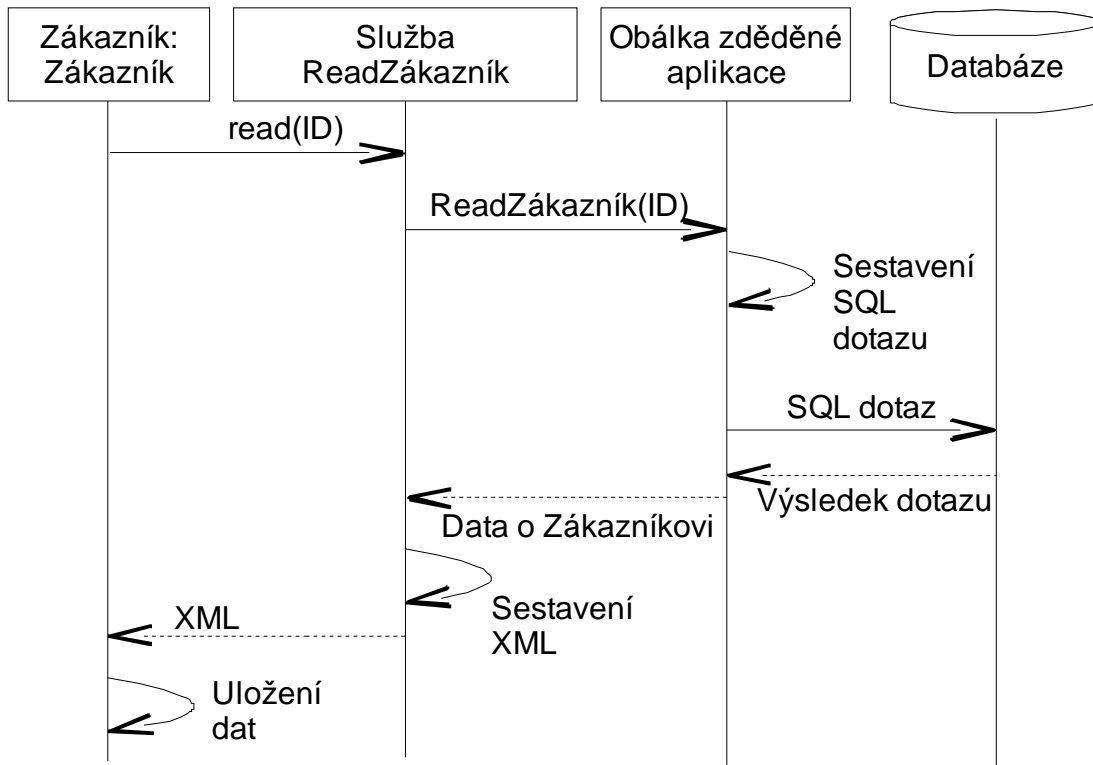 Zákazník:
Zákazník
Služba
ReadZákazník
Obálka zděděné
aplikace
Databáze
read(ID)
ReadZákazník(ID)
Sestavení
SQL
dotazu
SQL dotaz
Výsledek dotazu
Data o Zákazníkovi
Sestavení
XML
XML
Uložení
dat